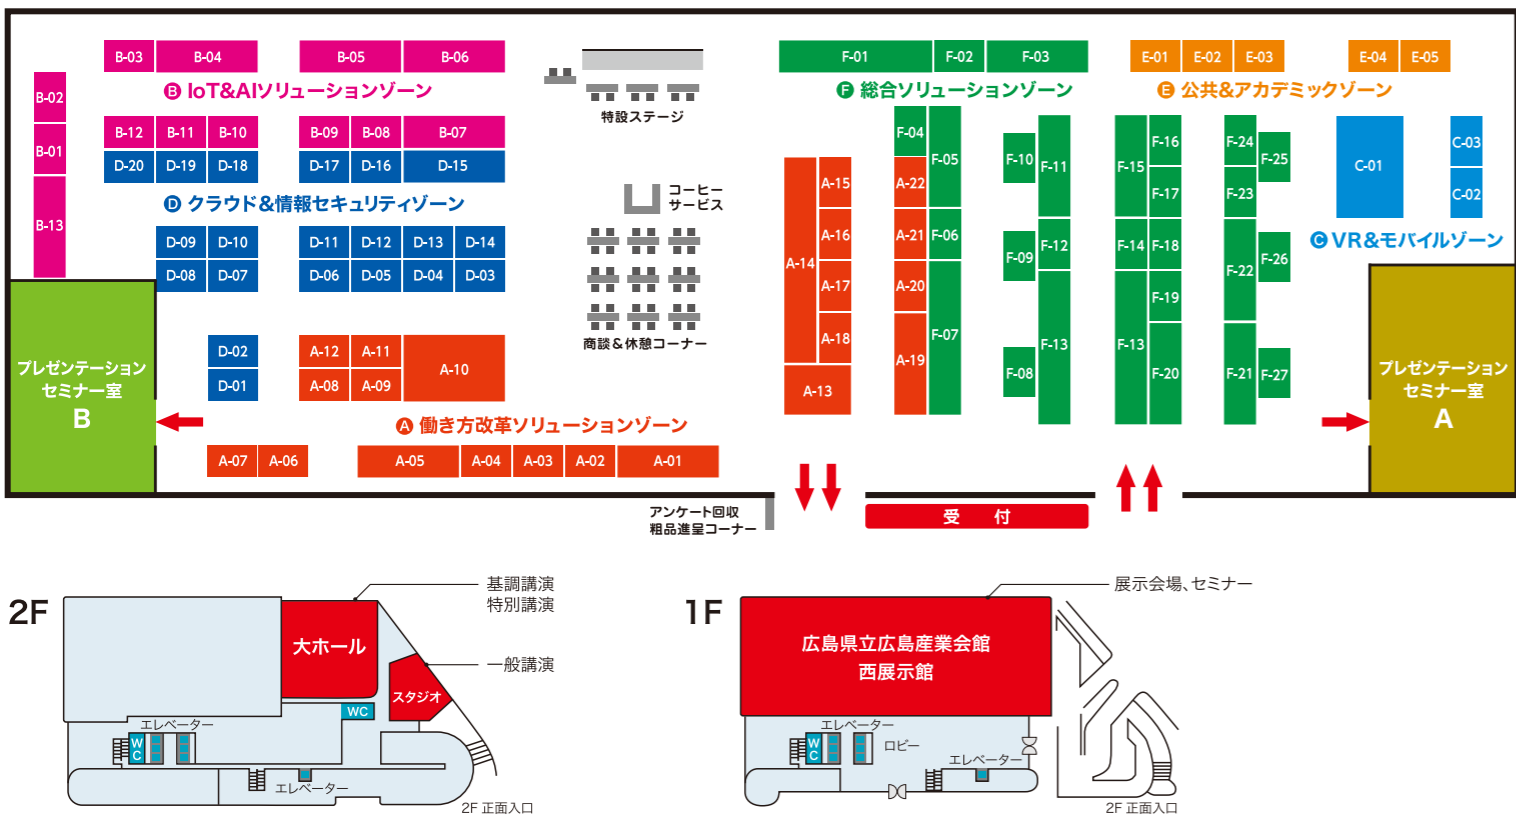 B-03
B-04
B-05
B-06
F-01
F-02
F-03
E-01
E-02
E-03
E-04
E-05
B-02
B-01
B-13
B IoT&AIソリューションゾーン
特設ステージ
F 総合ソリューションゾーン
E 公共&アカデミックゾーン
B-12
B-11
B-10
B-09
B-08
B-07
D-20
D-19
D-18
D-17
D-16
D-15
D クラウド&情報セキュリティゾーン
D-09
D-10
D-11
D-12
D-13
D-14
D-08
D-07
D-06
D-05
D-04
D-03
D-02
D-01
コーヒー
サービス
商談&休憩コーナー
A-12
A-11
A-10
A-08
A-09
A 働き方改革ソリューションゾーン
A-07
A-06
A-05
A-04
A-03
A-02
A-01
A-14
A-15
A-16
A-17
A-18
A-13
F-04
A-22
A-21
A-20
A-19
F-05
F-06
F-07
F-10
F-09
F-08
F-11
F-12
F-13
F-15
F-14
F-13
F-16
F-17
F-18
F-19
F-20
F-24
F-23
F-22
F-21
F-25
F-26
F-27
C-01
C-03
C-02
C VR&モバイルゾーン
プレゼンテーション
セミナー室
B
プレゼンテーション
セミナー室
A
アンケート回収
粗品進呈コーナー
受 付
2F
基調講演
特別講演
大ホール
一般講演
スタジオ
WC
エレベーター
WC
エレベーター
2F 正面入口
1F
展示会場、セミナー
広島県立広島産業会館
西展示館
エレベーター
WC
ロビー
エレベーター
2F 正面入口